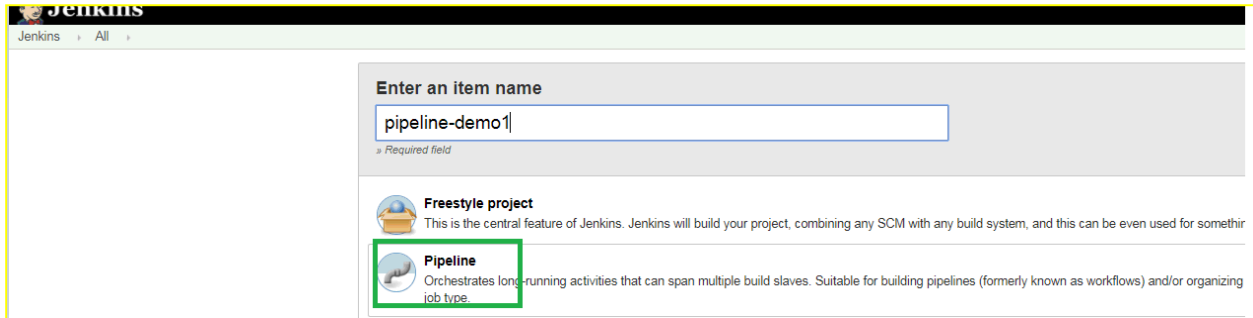 Jenkins
Jenkins › All ›
Enter an item name
pipeline-demo1
» Required field
Freestyle project
This is the central feature of Jenkins. Jenkins will build your project, combining any SCM with any build system, and this can be even used for somethin
Pipeline
Orchestrates long-running activities that can span multiple build slaves. Suitable for building pipelines (formerly known as workflows) and/or organizing
job type.